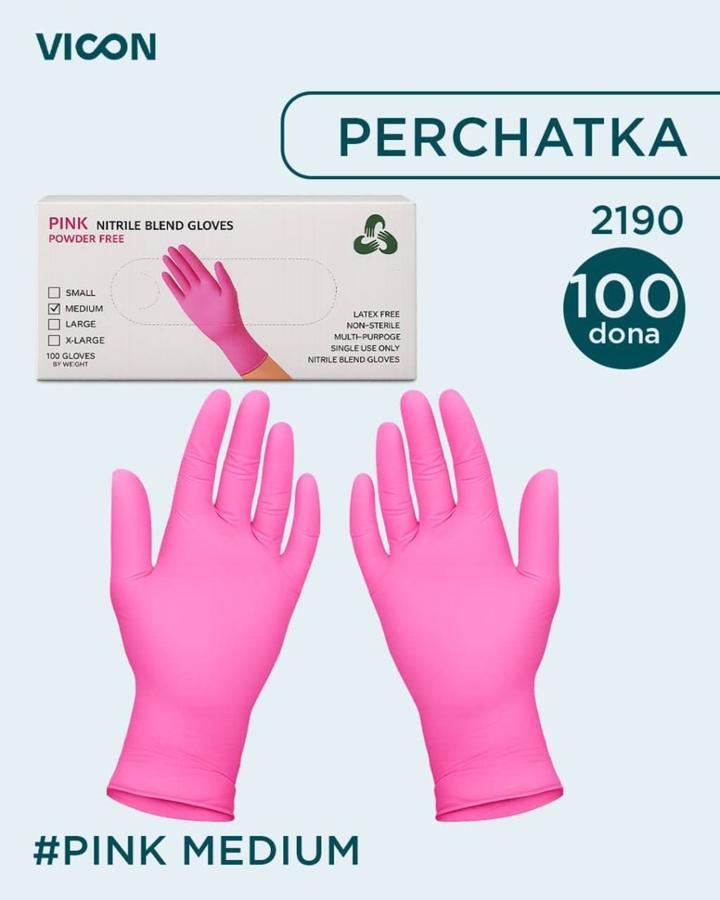 VICON
PERCHATKA
2190
100
dona
PINK NITRILE BLEND GLOVES
POWDER FREE
SMALL
MEDIUM
LARGE
X-LARGE
100 GLOVES
BY WEIGHT
LATEX FREE
NON-STERILE
MULTI-PURPOGE
SINGLE USE ONLY
NITRILE BLEND GLOVES
#PINK MEDIUM